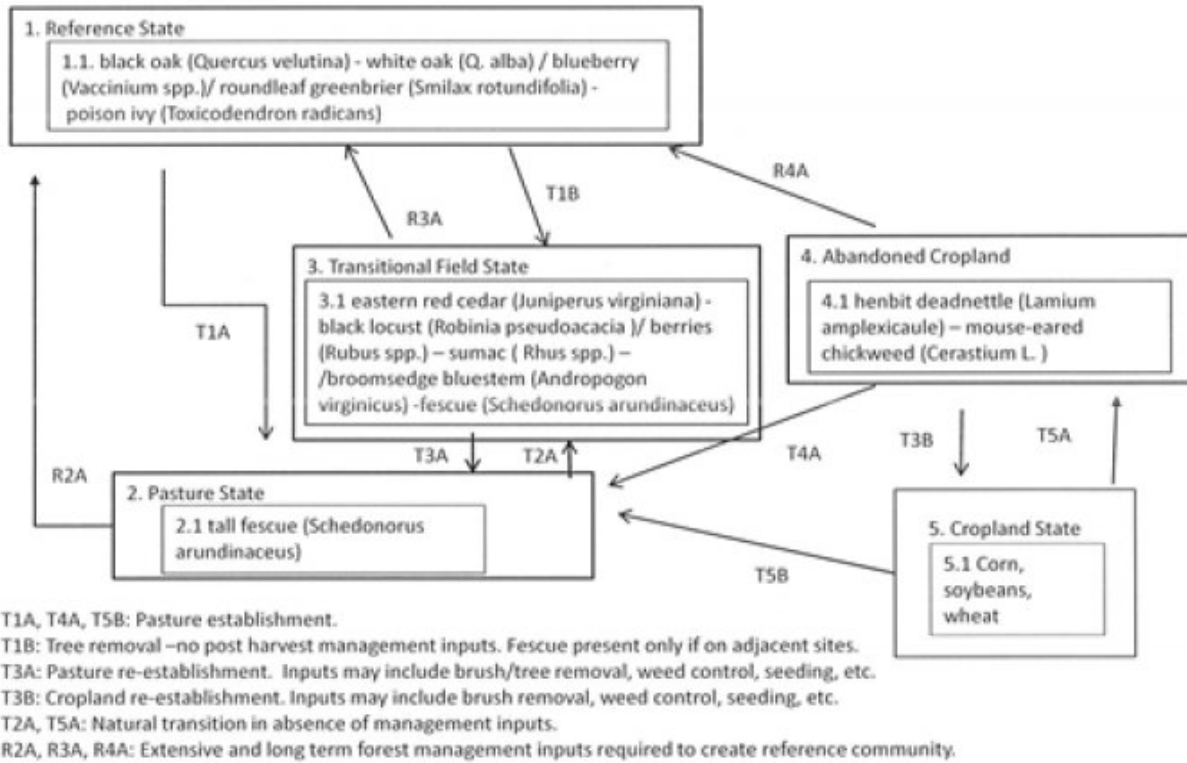 1. Reference State
1.1. black oak (Quercus velutina) - white oak (Q. alba) / blueberry
(Vaccinium spp.)/ roundleaf greenbrier (Smilax rotundifolia) -
poison ivy (Toxicodendron radicans)
R4A
T1B
R3A
3. Transitional Field State
3.1 eastern red cedar (Juniperus virginiana) -
black locust (Robinia pseudoacacia )/ berries
(Rubus spp.) – sumac ( Rhus spp.) –
/broomsedge bluestem (Andropogon
virginicus) -fescue (Schedonorus arundinaceus)
4. Abandoned Cropland
4.1 henbit deadnettle (Lamium
amplexicaule) – mouse-eared
chickweed (Cerastium L. )
T1A
T3A
T2A
T4A
T3B
T5A
R2A
2. Pasture State
2.1 tall fescue (Schedonorus
arundinaceus)
5. Cropland State
5.1 Corn,
soybeans,
wheat
T5B
T1A, T4A, T5B: Pasture establishment.
T1B: Tree removal –no post harvest management inputs. Fescue present only if on adjacent sites.
T3A: Pasture re-establishment.  Inputs may include brush/tree removal, weed control, seeding, etc.
T3B: Cropland re-establishment. Inputs may include brush removal, weed control, seeding, etc.
T2A, T5A: Natural transition in absence of management inputs.
R2A, R3A, R4A: Extensive and long term forest management inputs required to create reference community.